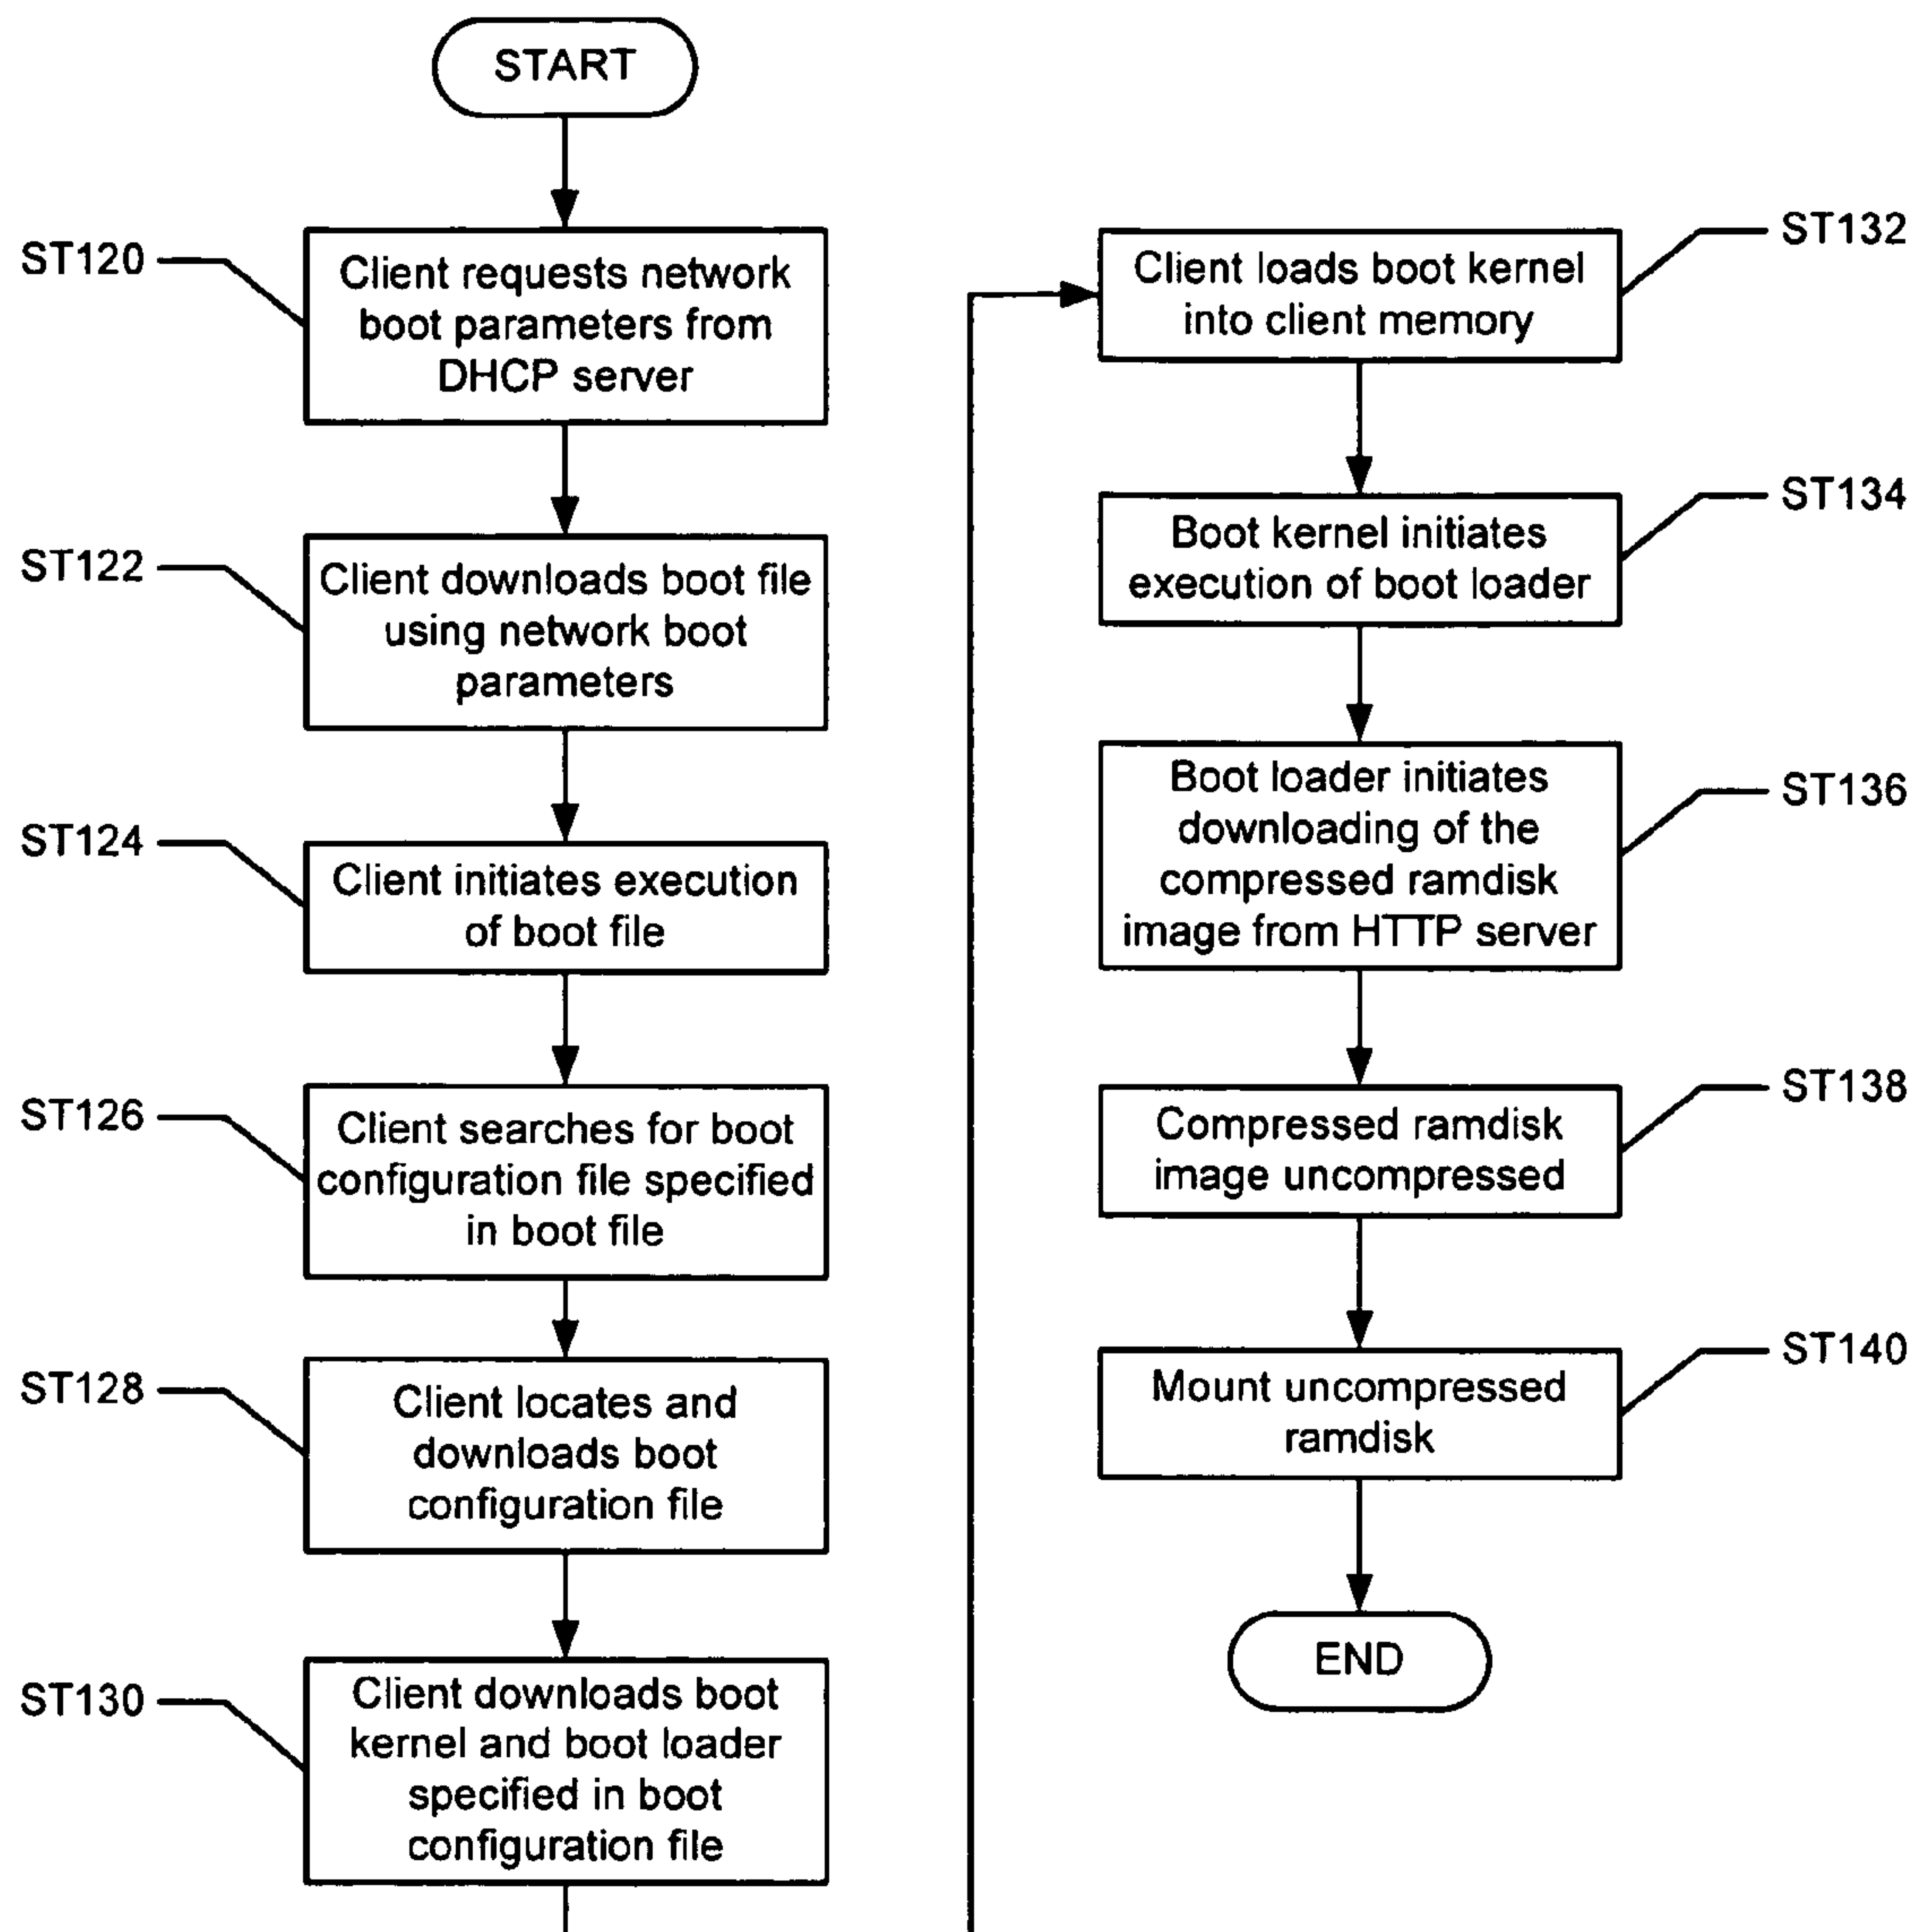 START
ST120
Client requests network
boot parameters from
DHCP server
ST122
Client downloads boot file
using network boot
parameters
ST124
Client initiates execution
of boot file
ST126
Client searches for boot
configuration file specified
in boot file
ST128
Client locates and
downloads boot
configuration file
ST130
Client downloads boot
kernel and boot loader
specified in boot
configuration file
ST132
Client loads boot kernel
into client memory
ST134
Boot kernel initiates
execution of boot loader
ST136
Boot loader initiates
downloading of the
compressed ramdisk
image from HTTP server
ST138
Compressed ramdisk
image uncompressed
ST140
Mount uncompressed
ramdisk
END